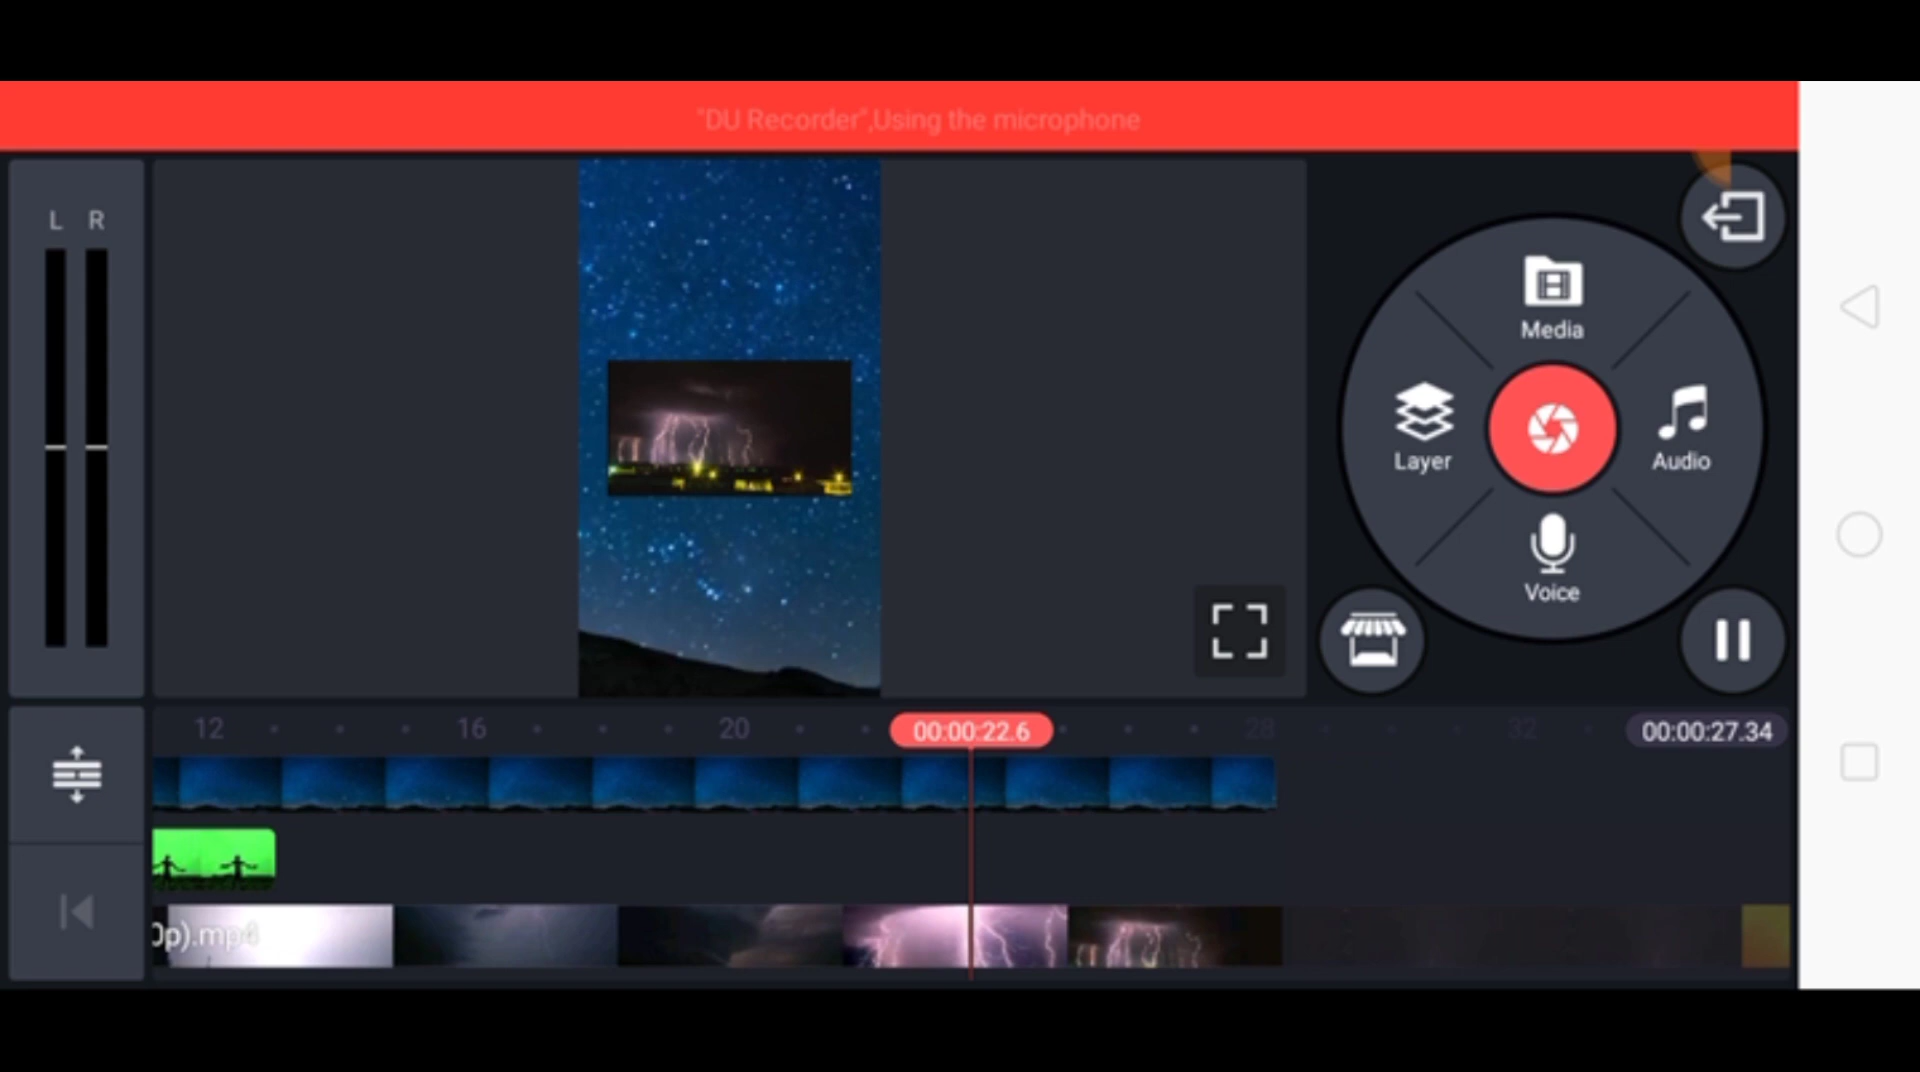 "DU Recorder",Using the microphone
L R
Media
Layer
Audio
Voice
12 16 20 28 32
00:00:22.6
00:00:27.34
0p).mp4